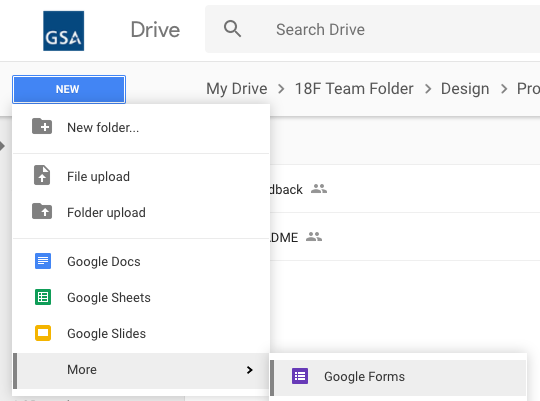 GSA
Drive
Search Drive
NEW
My Drive > 18F Team Folder > Design > Pro
New folder...
File upload
dback
Folder upload
DME
Google Docs
Google Sheets
Google Slides
More >
Google Forms